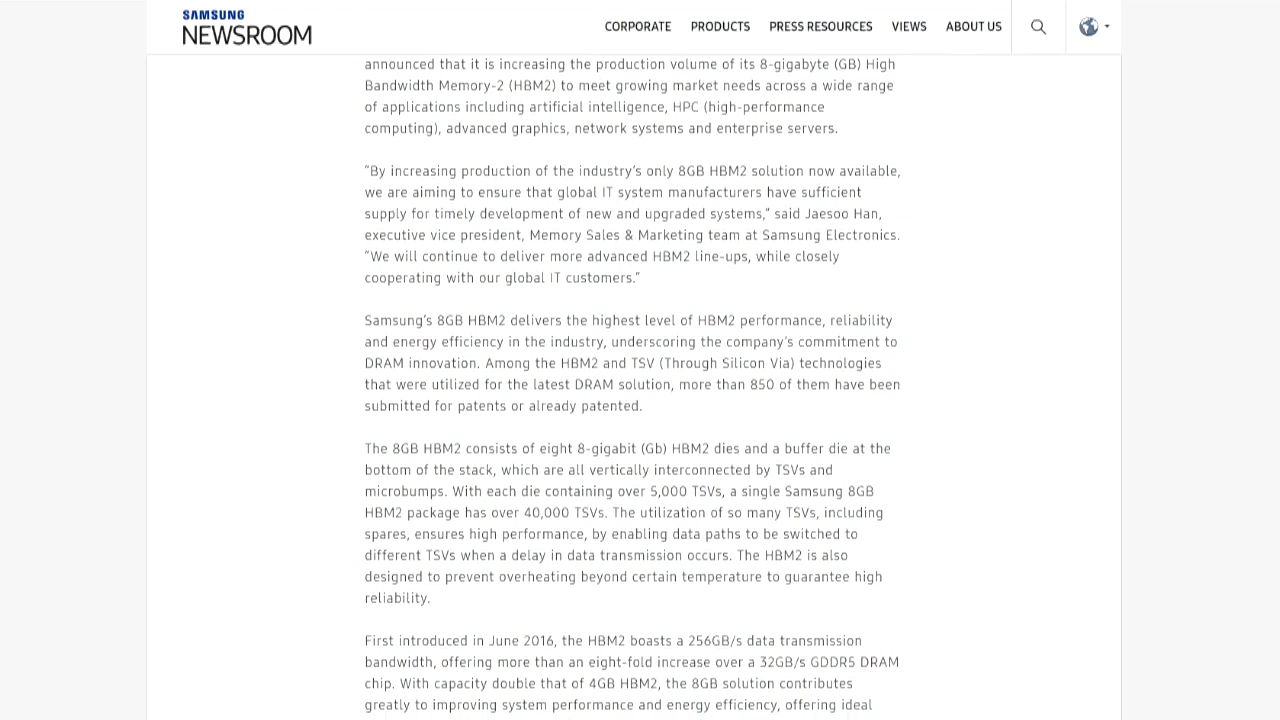 SAMSUNG
NEWSROOM
CORPORATE PRODUCTS PRESS RESOURCES VIEWS ABOUT US
announced that it is increasing the production volume of its 8-gigabyte (GB) High
Bandwidth Memory-2 (HBM2) to meet growing market needs across a wide range
of applications including artificial intelligence, HPC (high-performance
computing), advanced graphics, network systems and enterprise servers.
“By increasing production of the industry’s only 8GB HBM2 solution now available,
we are aiming to ensure that global IT system manufacturers have sufficient
supply for timely development of new and upgraded systems,” said Jaesoo Han,
executive vice president, Memory Sales & Marketing team at Samsung Electronics.
“We will continue to deliver more advanced HBM2 line-ups, while closely
cooperating with our global IT customers.”
Samsung’s 8GB HBM2 delivers the highest level of HBM2 performance, reliability
and energy efficiency in the industry, underscoring the company’s commitment to
DRAM innovation. Among the HBM2 and TSV (Through Silicon Via) technologies
that were utilized for the latest DRAM solution, more than 850 of them have been
submitted for patents or already patented.
The 8GB HBM2 consists of eight 8-gigabit (Gb) HBM2 dies and a buffer die at the
bottom of the stack, which are all vertically interconnected by TSVs and
microbumps. With each die containing over 5,000 TSVs, a single Samsung 8GB
HBM2 package has over 40,000 TSVs. The utilization of so many TSVs, including
spares, ensures high performance, by enabling data paths to be switched to
different TSVs when a delay in data transmission occurs. The HBM2 is also
designed to prevent overheating beyond certain temperature to guarantee high
reliability.
First introduced in June 2016, the HBM2 boasts a 256GB/s data transmission
bandwidth, offering more than an eight-fold increase over a 32GB/s GDDR5 DRAM
chip. With capacity double that of 4GB HBM2, the 8GB solution contributes
greatly to improving system performance and energy efficiency, offering ideal